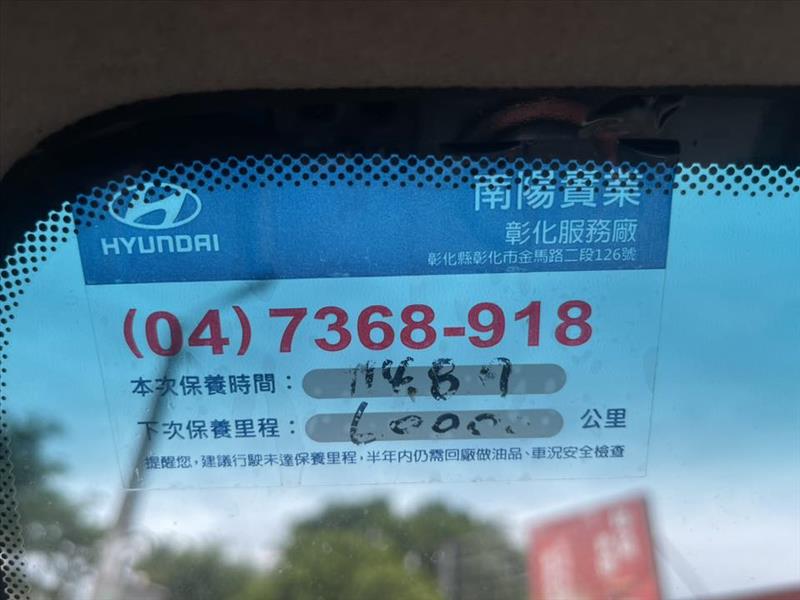 南陽實業
HYUNDAI
彰化服務廠
彰化縣彰化市金馬路二段126號
(04)7368-918
本次保養時間：114.8.7
下次保養里程：60000 公里
提醒您，建議行駛未達保養里程，半年內仍需回廠做油品、車況安全檢查